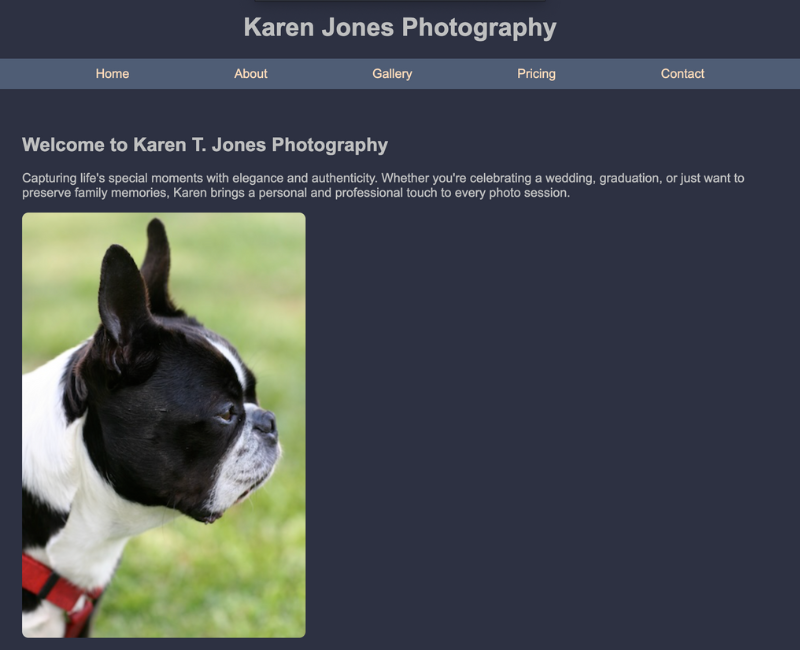 Karen Jones Photography
Home About Gallery Pricing Contact
Welcome to Karen T. Jones Photography
Capturing life's special moments with elegance and authenticity. Whether you're celebrating a wedding, graduation, or just want to
preserve family memories, Karen brings a personal and professional touch to every photo session.